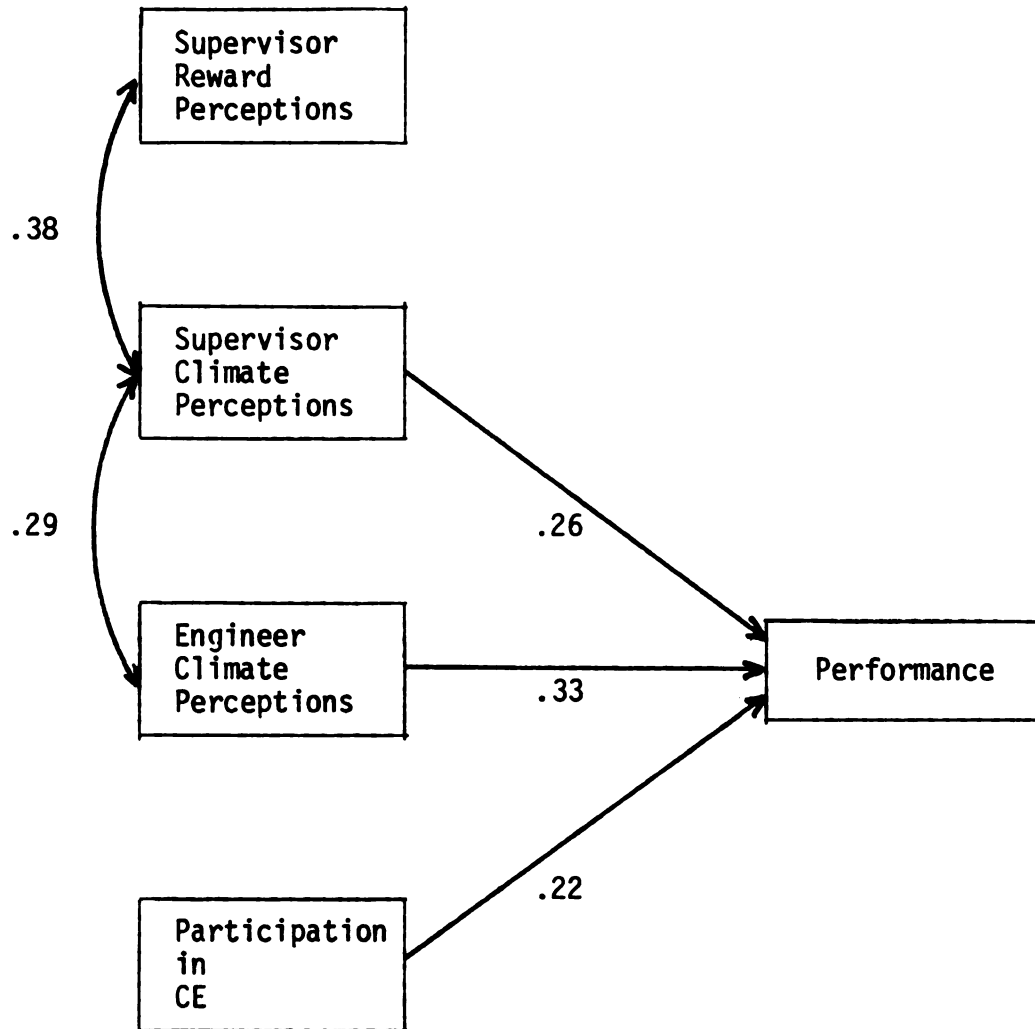 Supervisor
Reward
Perceptions
.38
Supervisor
Climate
Perceptions
.29
.26
Engineer
Climate
Perceptions
.33
Performance
.22
Participation
in
CE